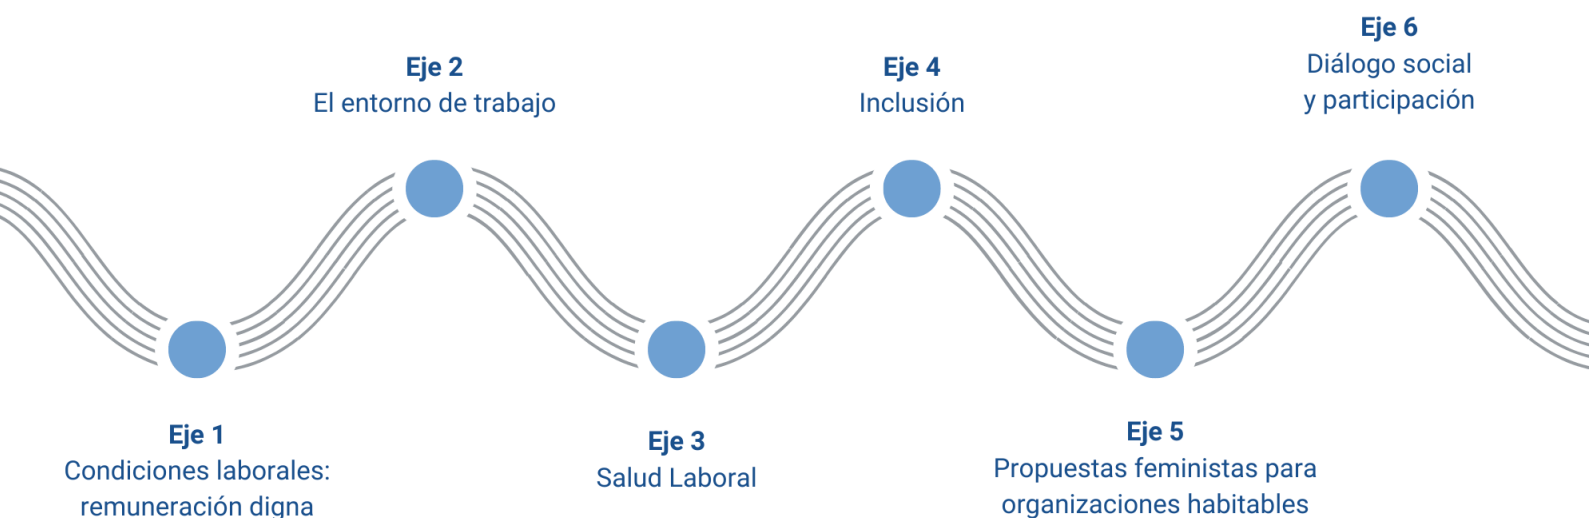 Eje 1
Condiciones laborales:
remuneración digna
Eje 2
El entorno de trabajo
Eje 3
Salud Laboral
Eje 4
Inclusión
Eje 5
Propuestas feministas para
organizaciones habitables
Eje 6
Diálogo social
y participación